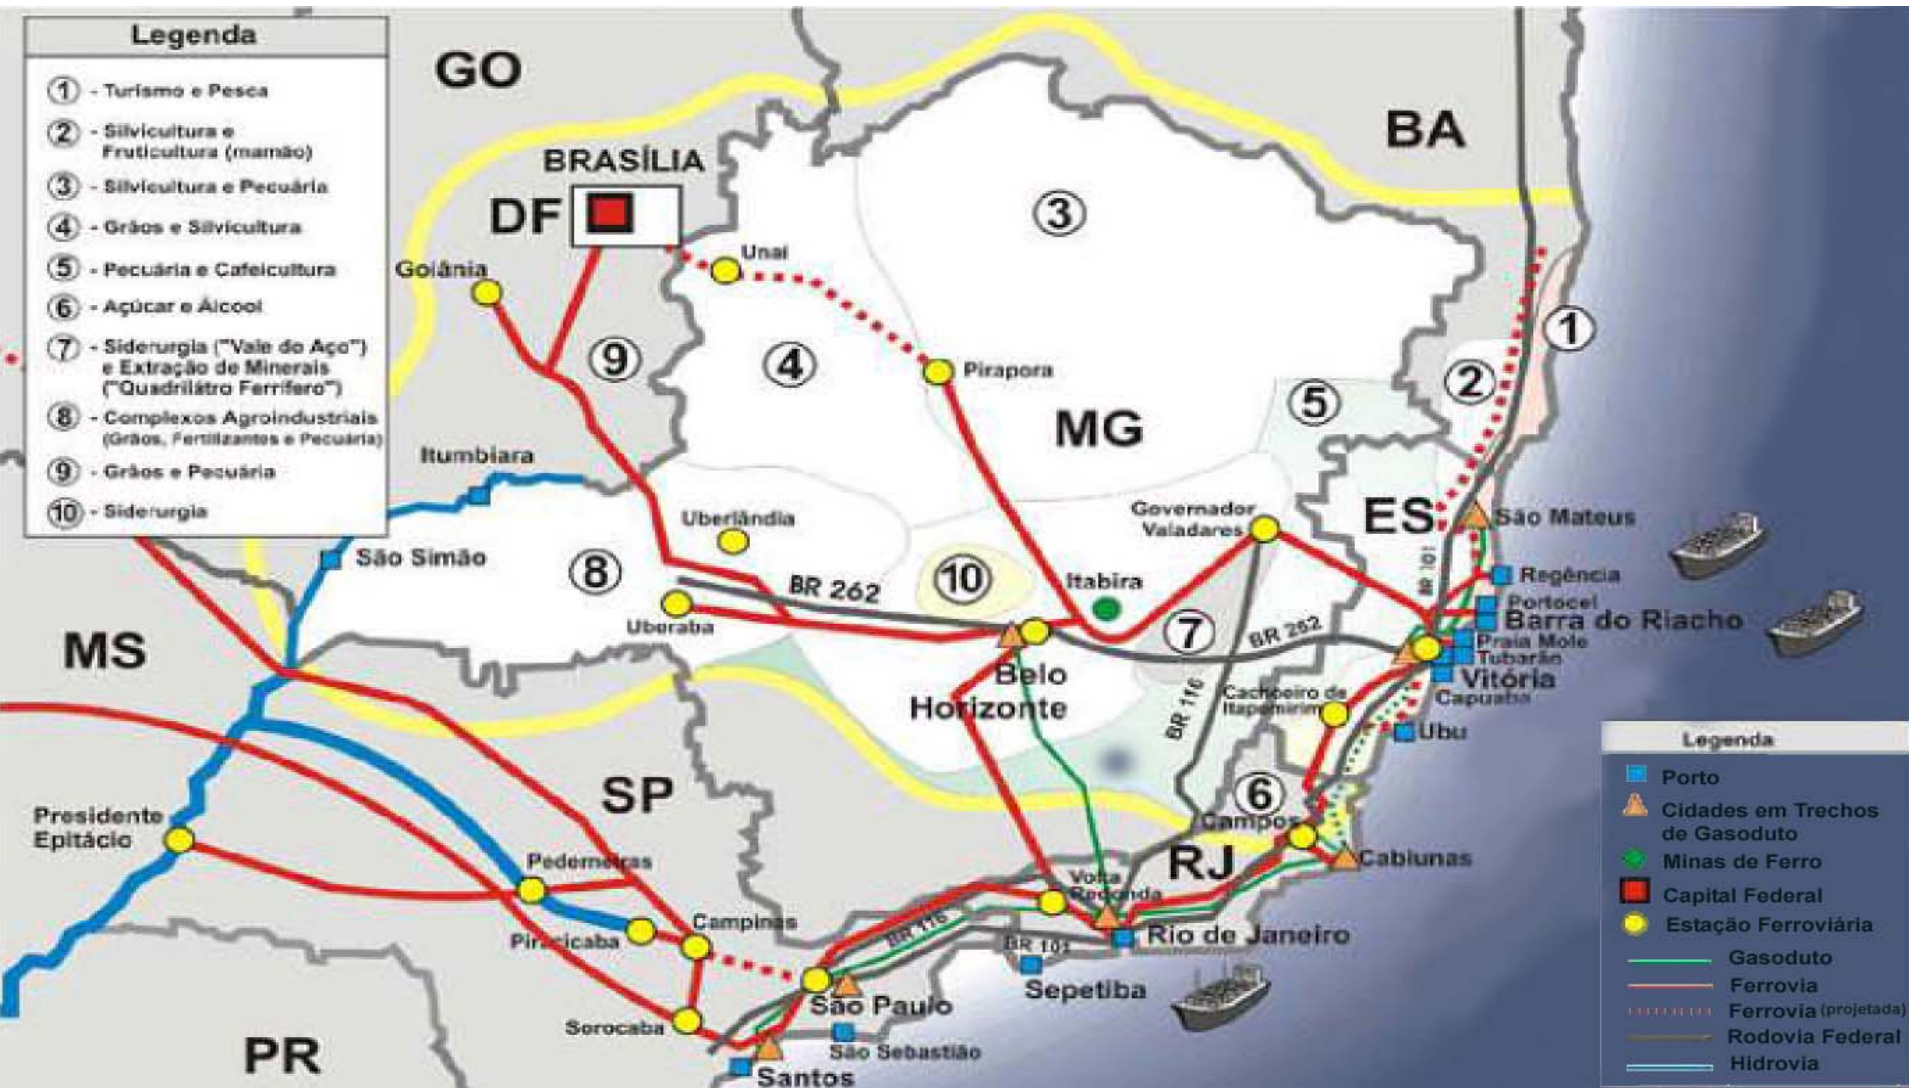 Legenda
1 - Turismo e Pesca
2 - Silvicultura e
Fruticultura (mamão)
3 - Silvicultura e Pecuária
4 - Grãos e Silvicultura
5 - Pecuária e Cafeicultura
6 - Açúcar e Álcool
7 - Siderurgia ("Vale do Aço")
e Extração de Minerais
("Quadrilátro Ferrífero")
8 - Complexos Agroindustriais
(Grãos, Fertilizantes e Pecuária)
9 - Grãos e Pecuária
10 - Siderurgia
GO
BA
BRASÍLIA
DF
Unaí
Goiânia
3
1
9
4
Pirapora
2
5
MG
Itumbiara
Uberlândia
Governador
Valadares
ES
São Mateus
São Simão
8
BR 262
10
Itabira
BR 101
Regência
Portocel
Barra do Riacho
Uberaba
7
BR 262
Praia Mole
Tubarão
Vitória
Capuaba
MS
Belo
Horizonte
BR 116
Cachoeiro de
Itapemirim
Ubu
SP
6
Campos
Presidente
Epitácio
Pederneiras
RJ
Cabiunas
Volta
Redonda
Campinas
Piracicaba
BR 116
BR 101
Rio de Janeiro
Sepetiba
São Paulo
Sorocaba
São Sebastião
PR
Santos
Legenda
Porto
Cidades em Trechos
de Gasoduto
Minas de Ferro
Capital Federal
Estação Ferroviária
Gasoduto
Ferrovia
Ferrovia (projetada)
Rodovia Federal
Hidrovia